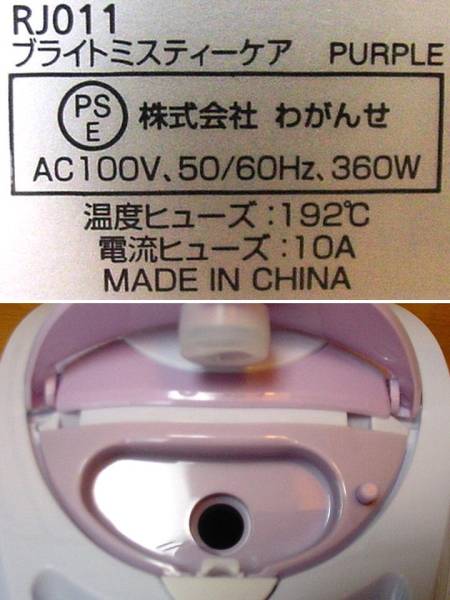 RJ011
ブライトミスティーケア PURPLE
PS
E
株式会社 わがんせ
AC100V、50/60Hz、360W
温度ヒューズ:192℃
電流ヒューズ:10A
MADE IN CHINA